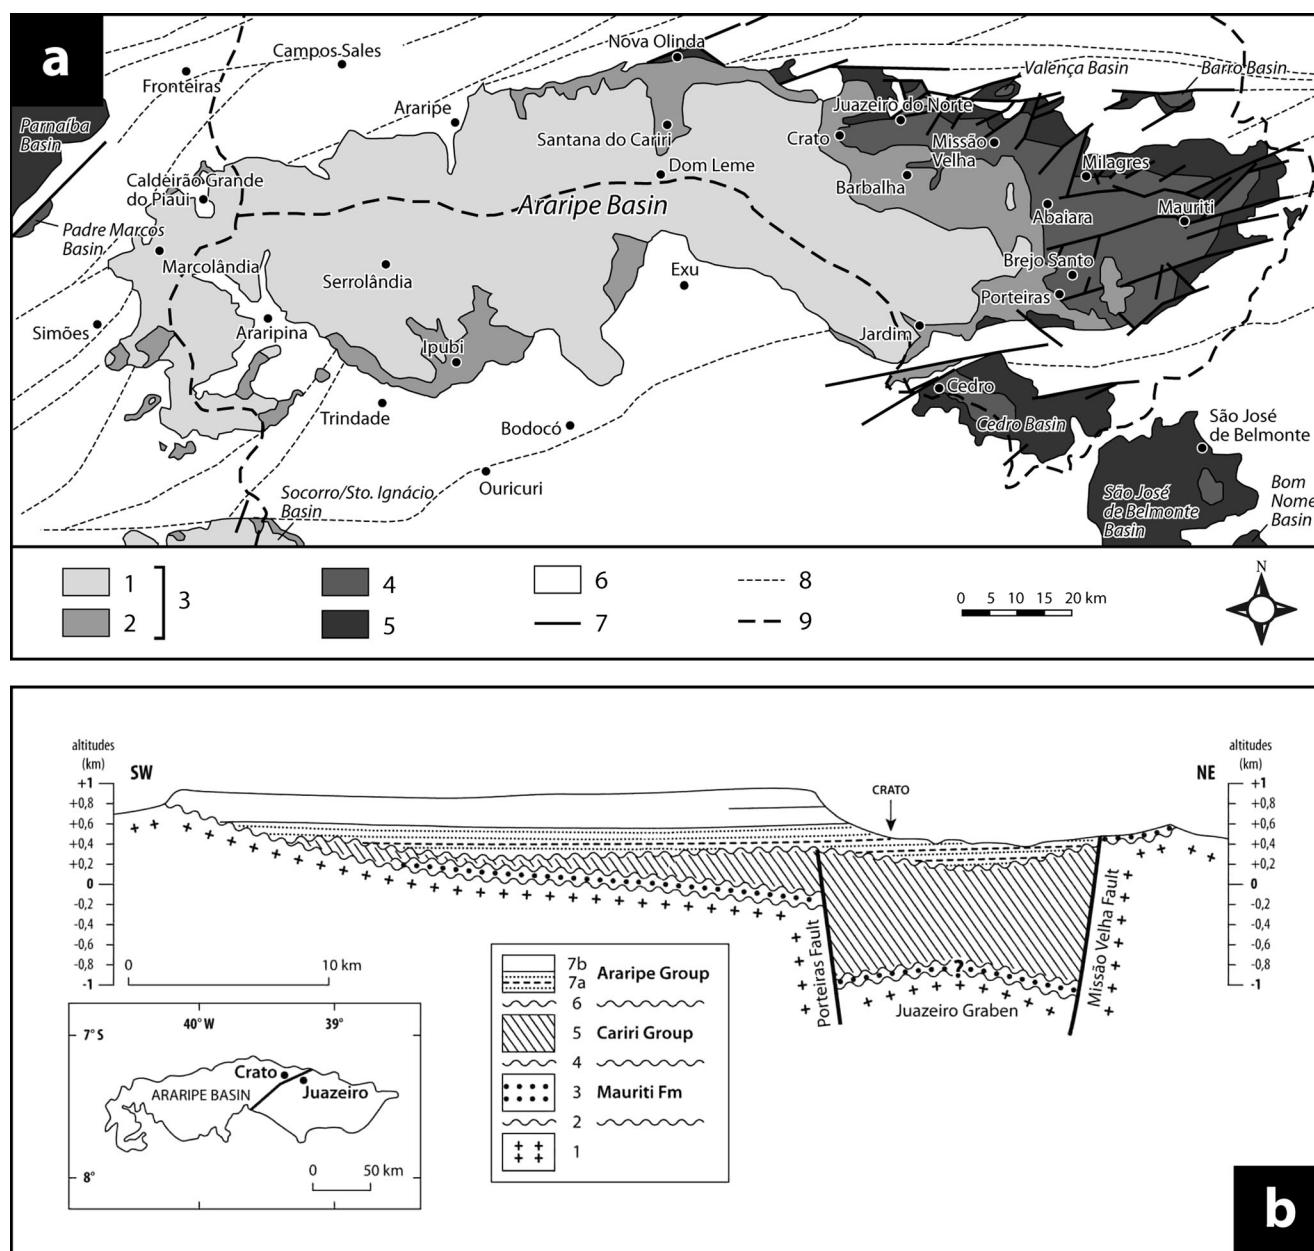 a
Campos Sales
Fronteiras
Nova Olinda
Valença Basin
Barro Basin
Parnaíba
Basin
Araripe
Juazeiro do Norte
Santana do Cariri
Crato
Missão
Velha
Caldeirão Grande
do Piauí
Dom Leme
Barbalha
Milagres
Araripe Basin
Abaiara
Mauriti
Padre Marcos
Basin
Marcolândia
Serrolândia
Exu
Brejo Santo
Porteiras
Simões
Araripina
Ipubi
Jardim
Trindade
Bodocó
Cedro
Cedro Basin
São José
de Belmonte
Ouricuri
Socorro/Sto. Ignácio
Basin
São José
de Belmonte
Basin
Bom
Nome
Basin
1
2
3
4
5
6
7
8
9
0 5 10 15 20 km
N
altitudes
(km)
SW
+1
+0,8
+0,6
+0,4
+0,2
0
-0,2
-0,4
-0,6
-0,8
-1
CRATO
altitudes
(km)
NE
+1
+0,8
+0,6
+0,4
+0,2
0
-0,2
-0,4
-0,6
-0,8
-1
Porteiras Fault
?
Juazeiro Graben
Missão Velha Fault
0 10 km
7b
7a
Araripe Group
6
5 Cariri Group
4
3 Mauriti Fm
2
1
40° W 39°
7°S
8°
Crato
Juazeiro
ARARIPE BASIN
0 50 km
b